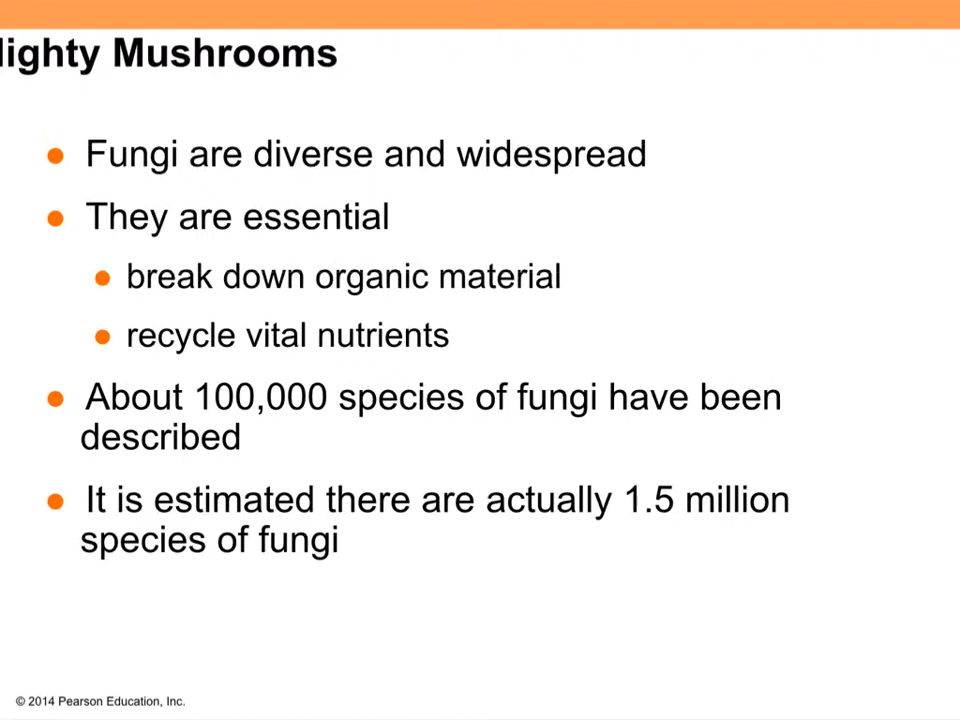 ighty Mushrooms
● Fungi are diverse and widespread
● They are essential
● break down organic material
● recycle vital nutrients
● About 100,000 species of fungi have been
described
● It is estimated there are actually 1.5 million
species of fungi
© 2014 Pearson Education, Inc.